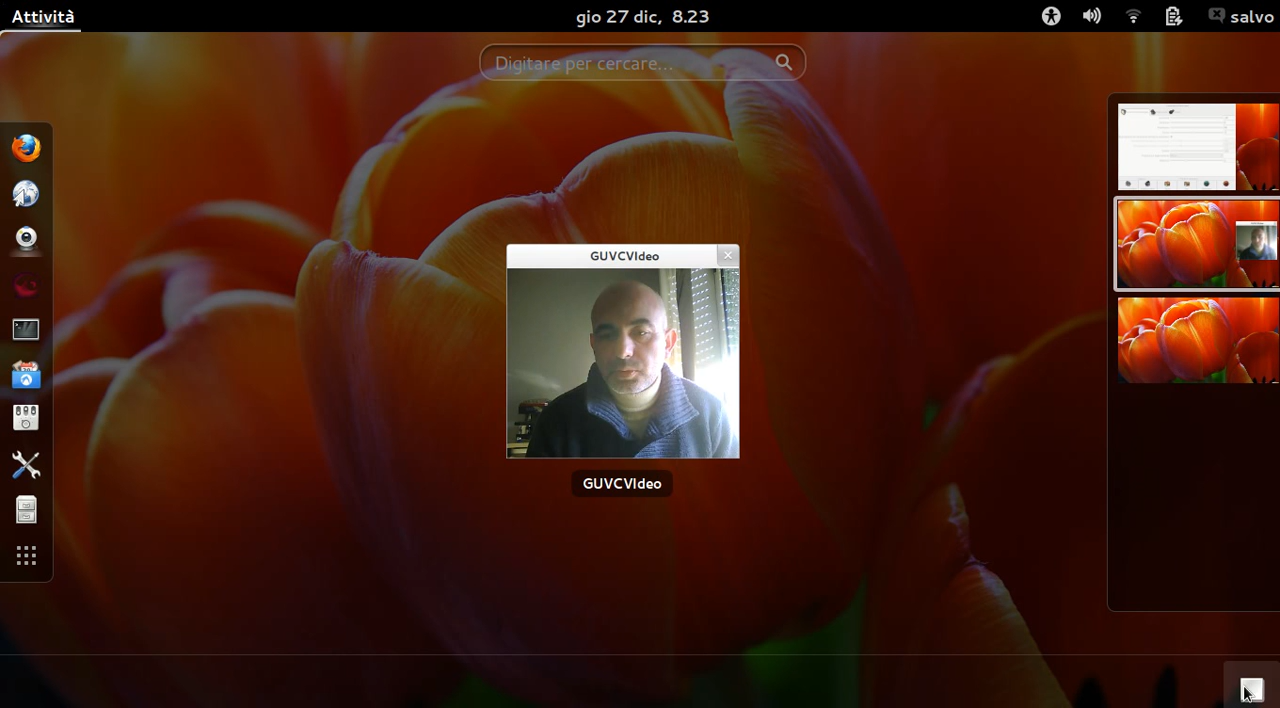 Attività
gio 27 dic, 8.23
salvo
Digitare per cercare...
GUVCVIdeo
GUVCVIdeo